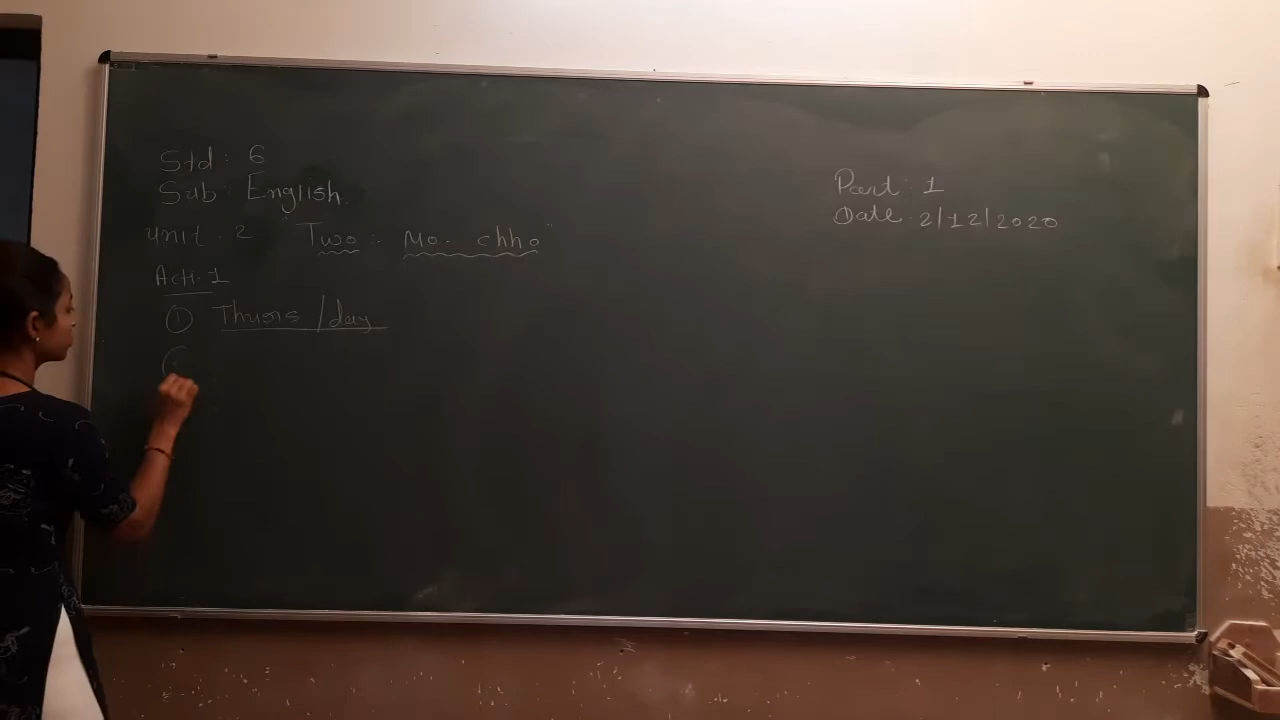 Std : 6
Sub : English.
Unit . 2 "Two :- Mo. chho"
Acti-1
① Thurs /day
Part : 1
Date . 2/12/2020